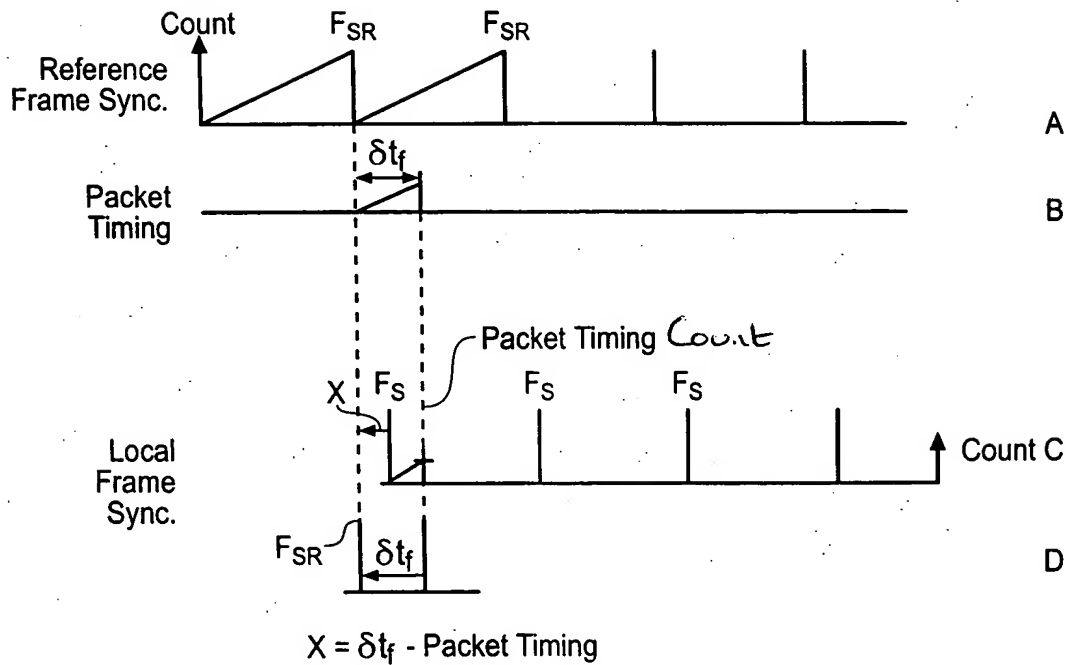 Count
F_SR
F_SR
Reference
Frame Sync.
A
δt_f
Packet
Timing
B
Packet Timing Count
X
F_S
F_S
F_S
Local
Frame
Sync.
Count C
F_SR
δt_f
D
X = δt_f - Packet Timing